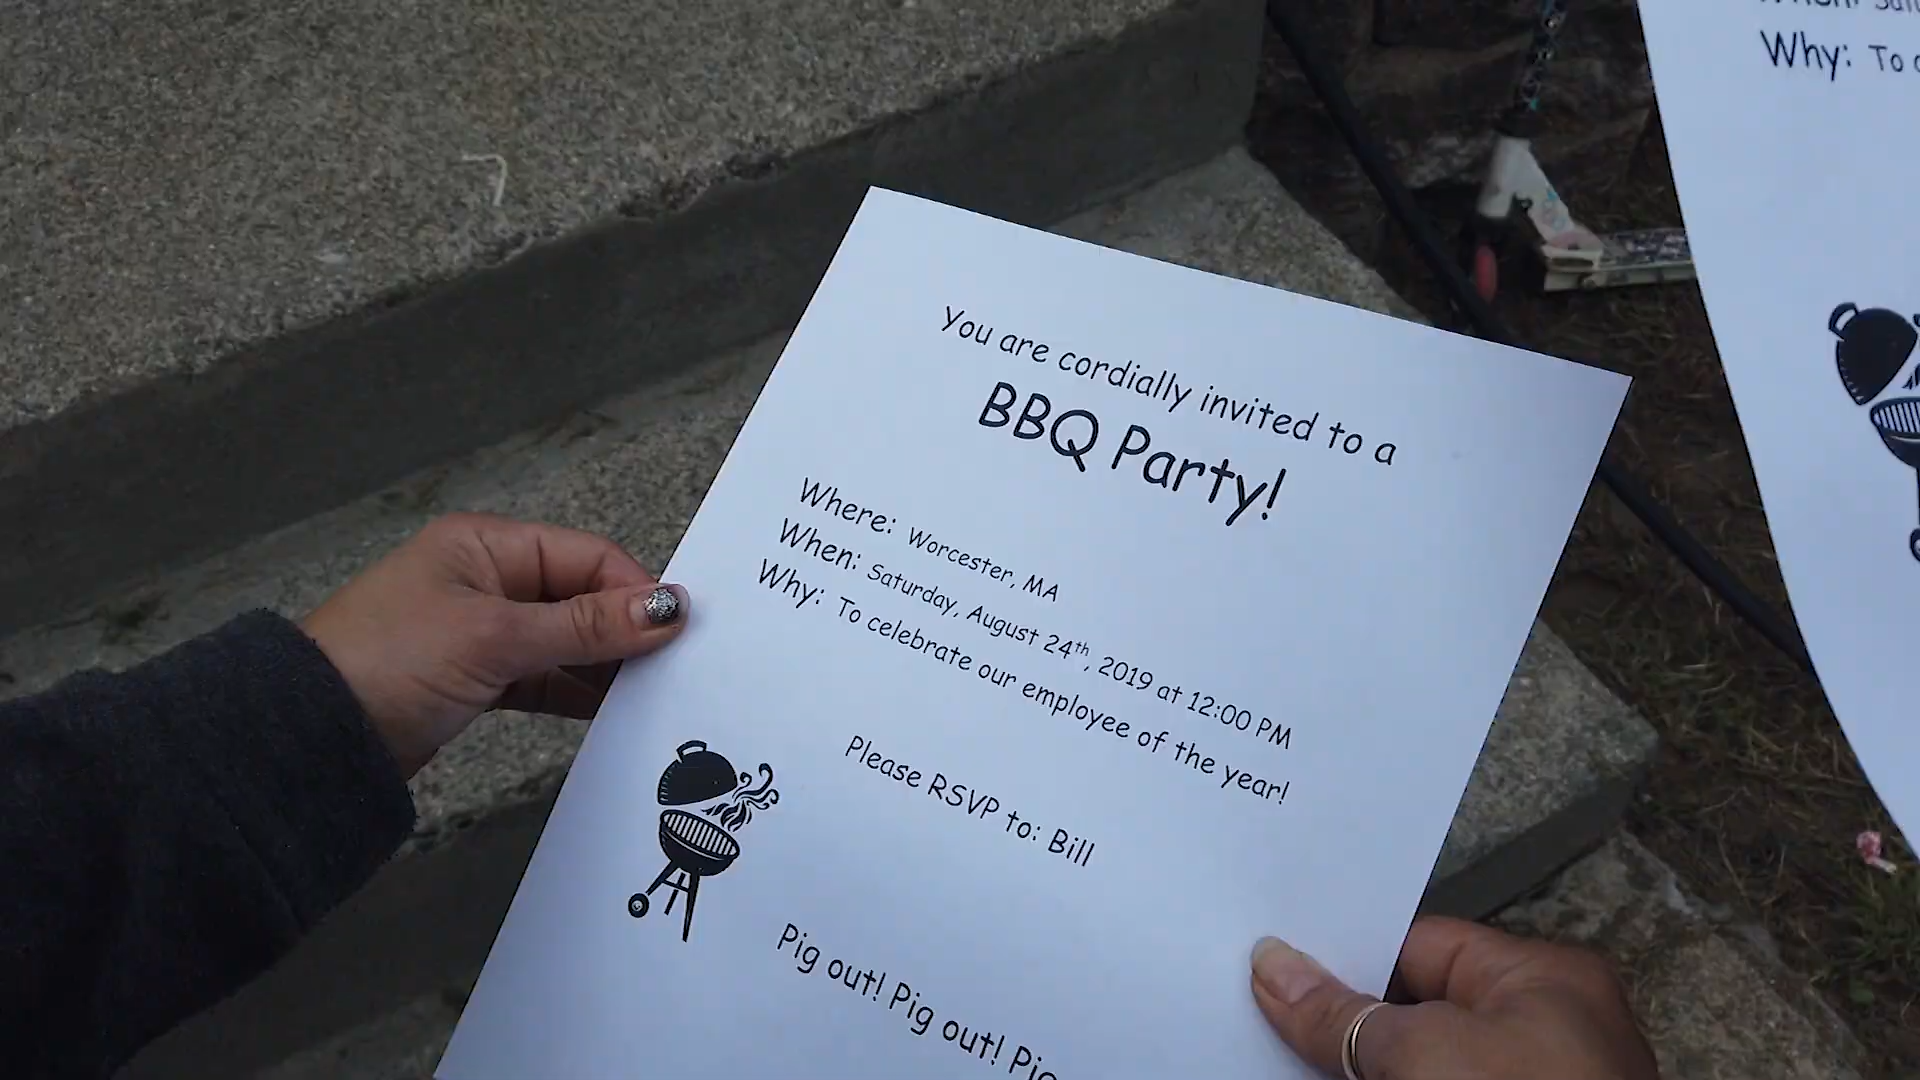 You are cordially invited to a
BBQ Party!
Where: Worcester, MA
When: Saturday, August 24th, 2019 at 12:00 PM
Why: To celebrate our employee of the year!
Please RSVP to: Bill
Pig out! Pig out! Pig
Why: To